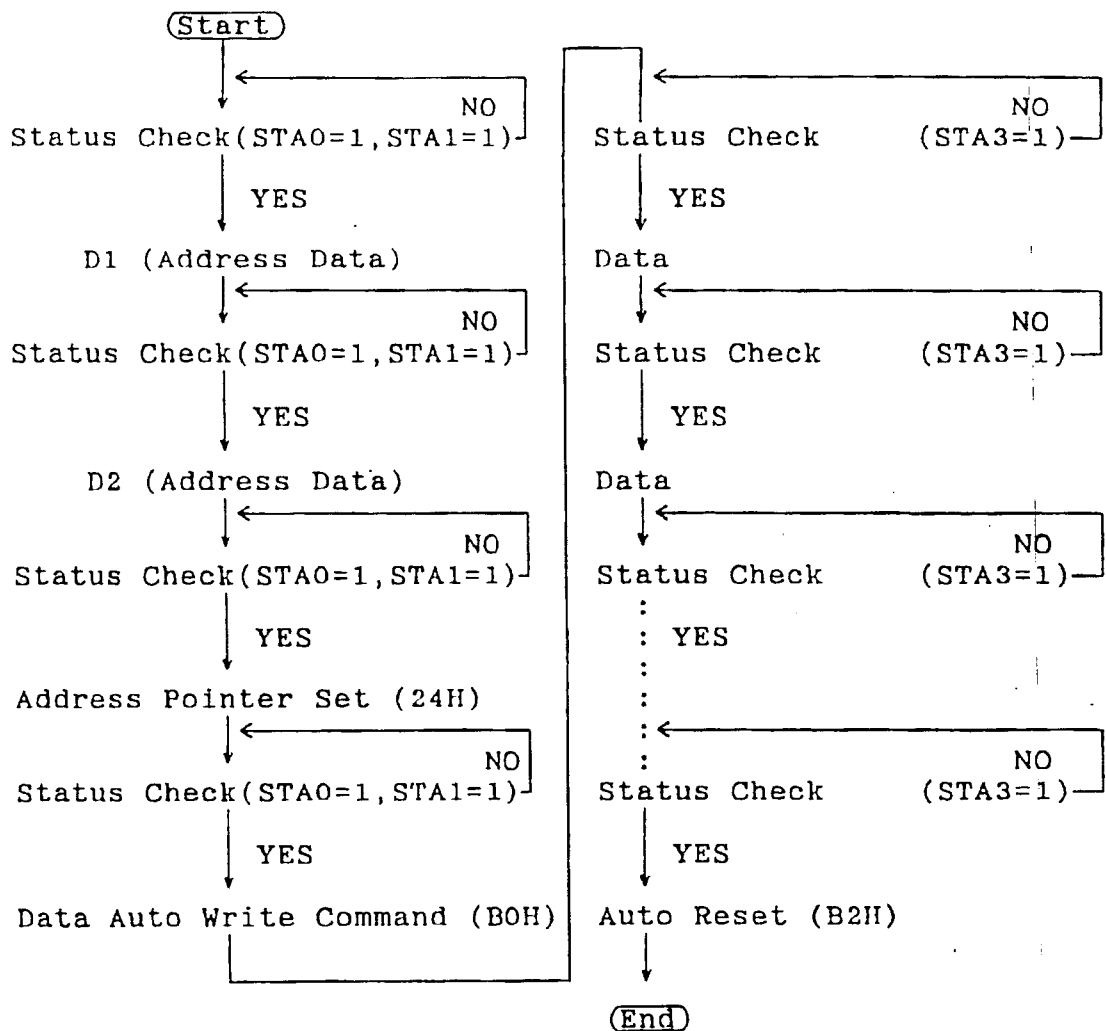 Start
NO
Status Check(STA0=1,STA1=1)
YES
D1 (Address Data)
NO
Status Check(STA0=1,STA1=1)
YES
D2 (Address Data)
NO
Status Check(STA0=1,STA1=1)
YES
Address Pointer Set (24H)
NO
Status Check(STA0=1,STA1=1)
YES
Data Auto Write Command (B0H)
NO
Status Check (STA3=1)
YES
Data
NO
Status Check (STA3=1)
YES
Data
NO
Status Check (STA3=1)
YES
NO
Status Check (STA3=1)
YES
Auto Reset (B2H)
End